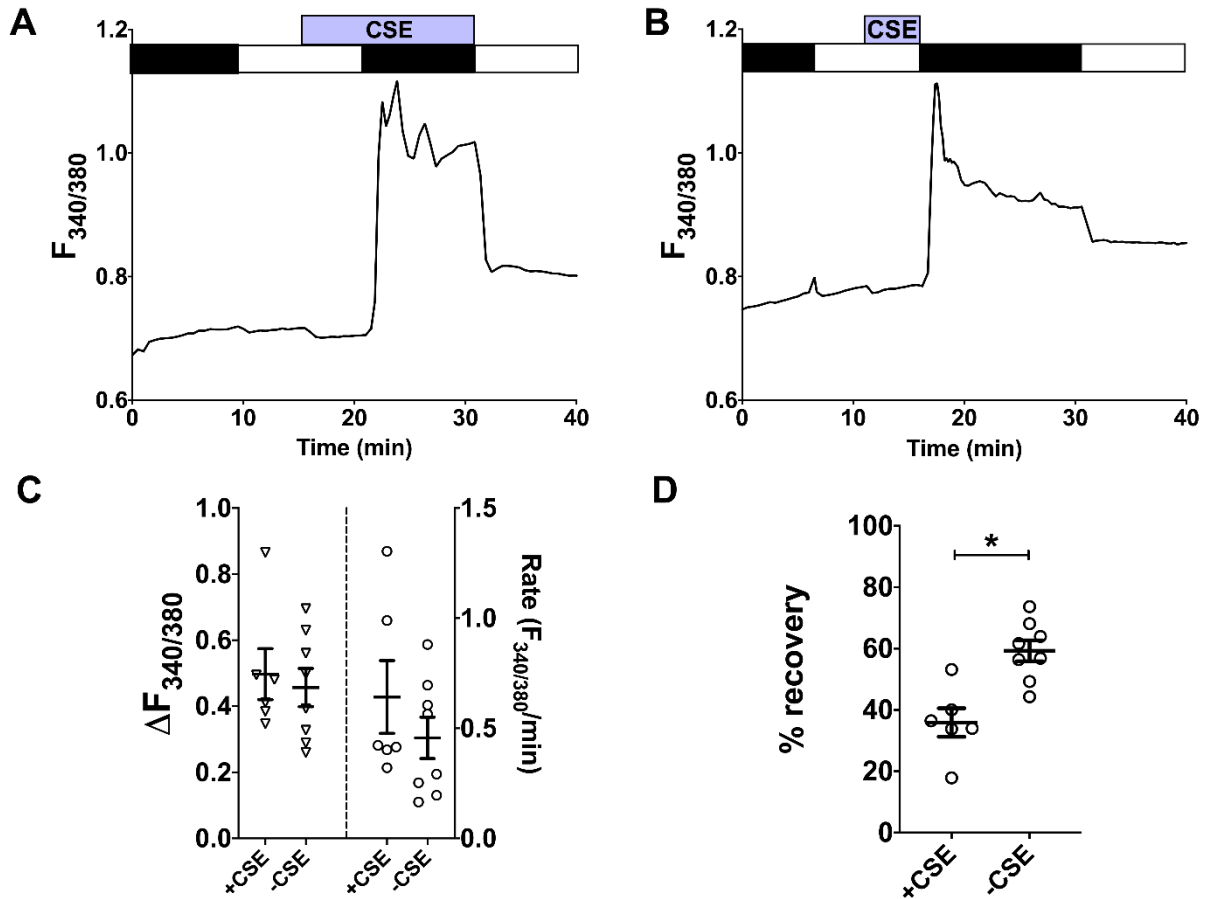 A
CSE
1.2
1.0
0.8
0.6
F340/380
0 10 20 30 40
Time (min)
B
CSE
1.2
1.0
0.8
0.6
F340/380
0 10 20 30 40
Time (min)
C
1.0
0.8
0.6
0.4
0.2
0.0
ΔF340/380
1.5
1.0
0.5
0.0
Rate (F340/380/min)
+CSE -CSE +CSE -CSE
D
100
80
60
40
20
0
% recovery
*
+CSE -CSE